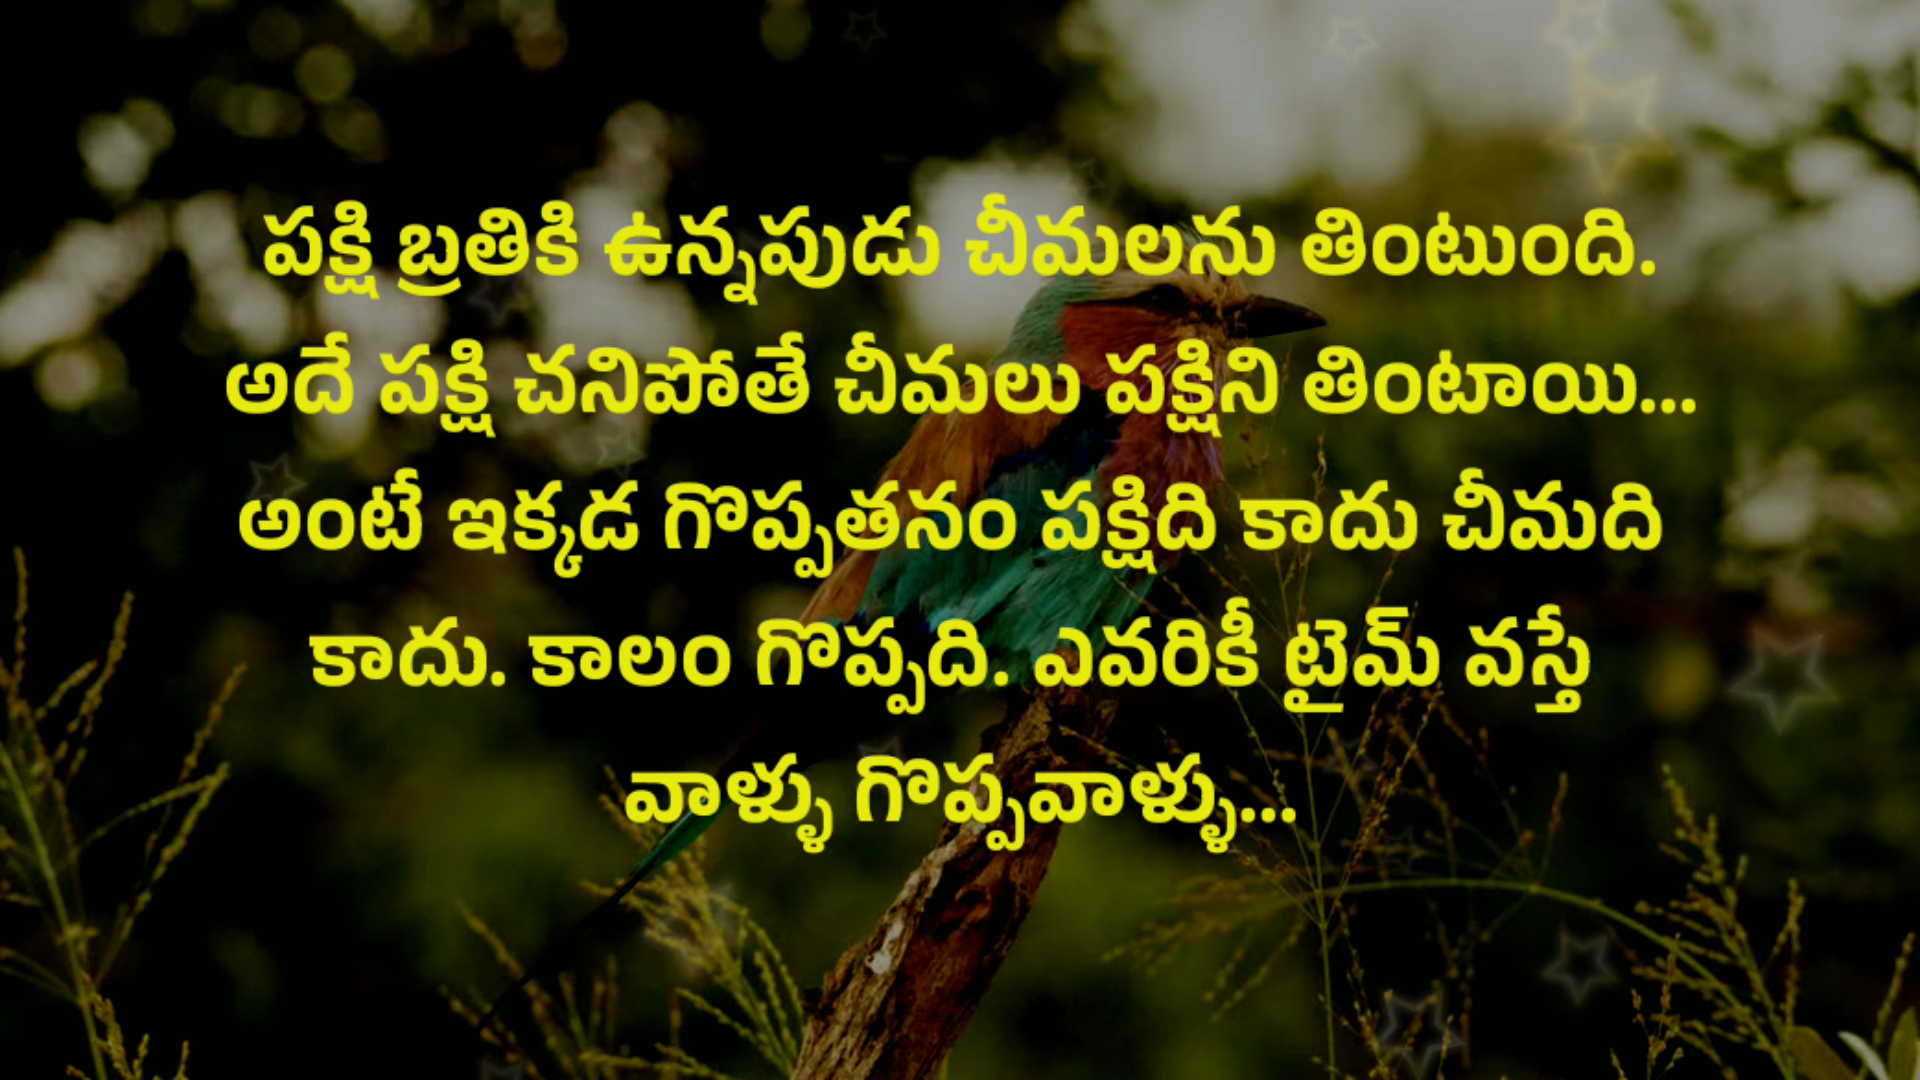 పక్షి బ్రతికి ఉన్నపుడు చీమలను తింటుంది.
అదే పక్షి చనిపోతే చీమలు పక్షిని తింటాయి...
అంటే ఇక్కడ గొప్పతనం పక్షిది కాదు చీమది
కాదు. కాలం గొప్పది. ఎవరికీ టైమ్ వస్తే
వాళ్ళు గొప్పవాళ్ళు...